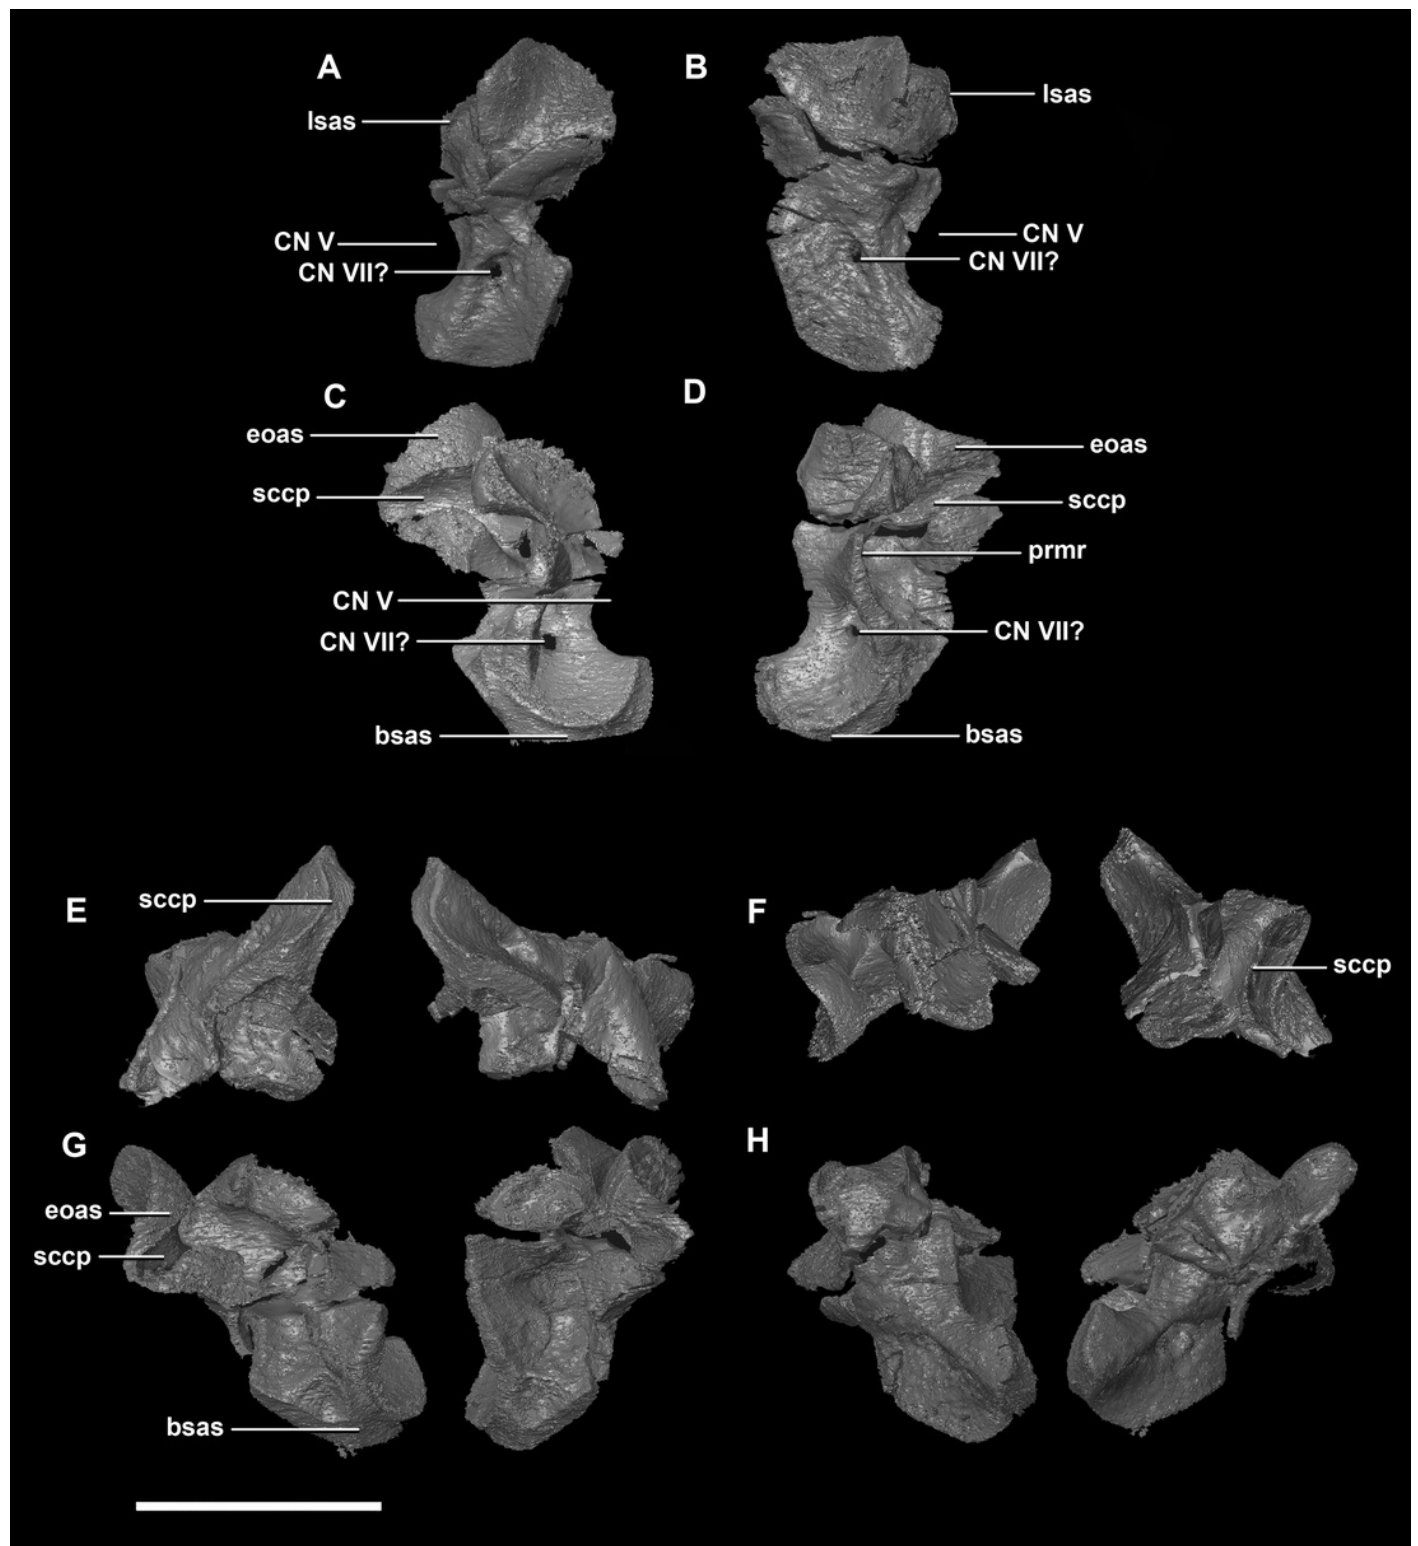 A
B
lsas
lsas
CN V
CN VII?
CN V
CN VII?
C
D
eoas
sccp
eoas
sccp
prmr
CN V
CN VII?
CN VII?
bsas
bsas
E
sccp
F
sccp
G
H
eoas
sccp
bsas